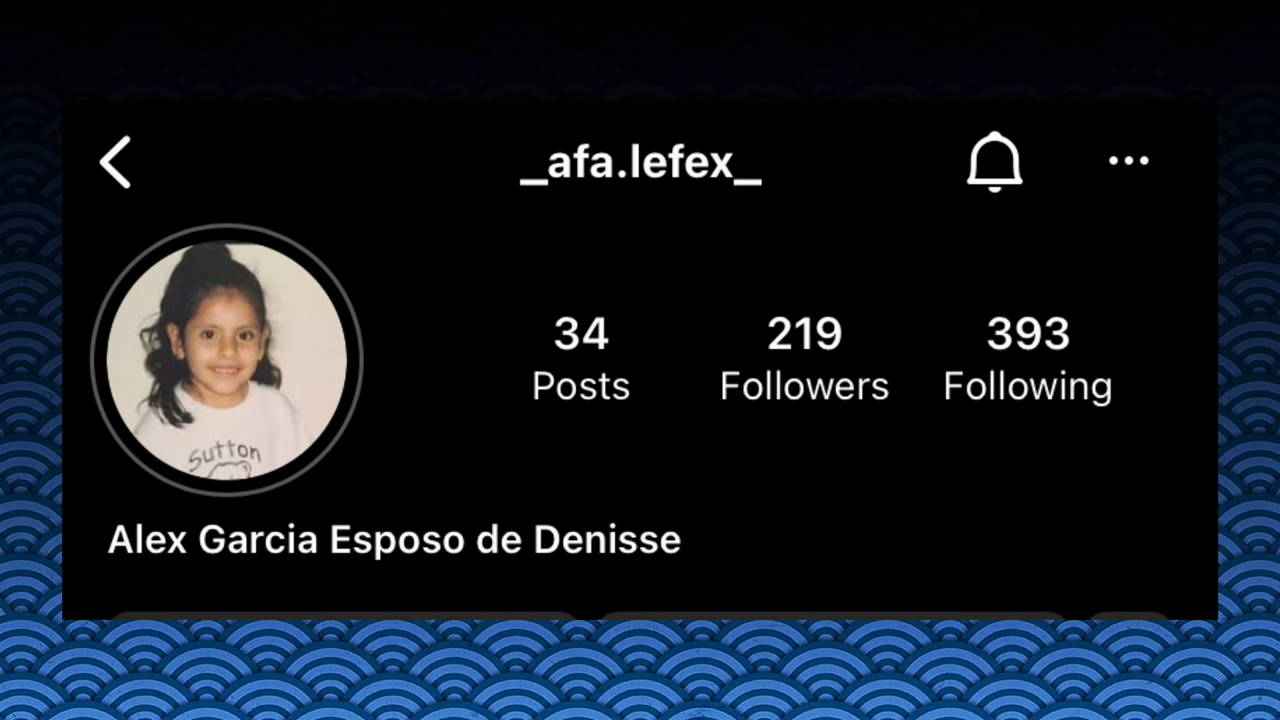 _afa.lefex_
34
219
393
Posts
Followers
Following
Sutton
Alex Garcia Esposo de Denisse